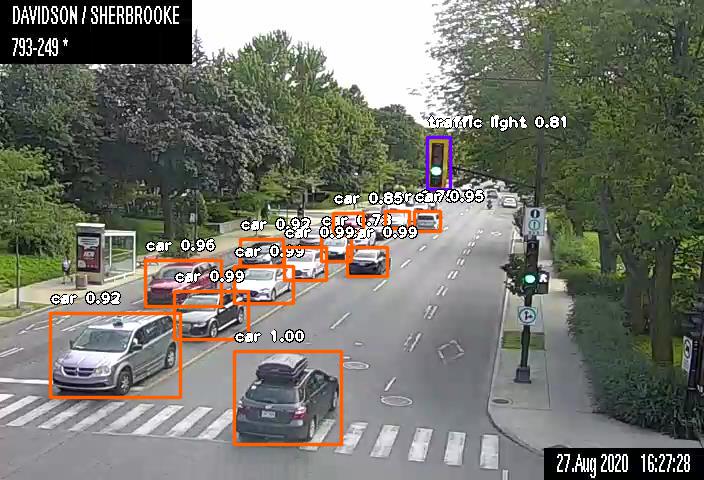 DAVIDSON / SHERBROOKE
793-249 *
traffic light 0.81
car 0.85
car 0.95
car 0.92
car 0.99
car 0.99
car 0.96
car 0.99
car 0.92
car 1.00
27.Aug 2020 16:27:28